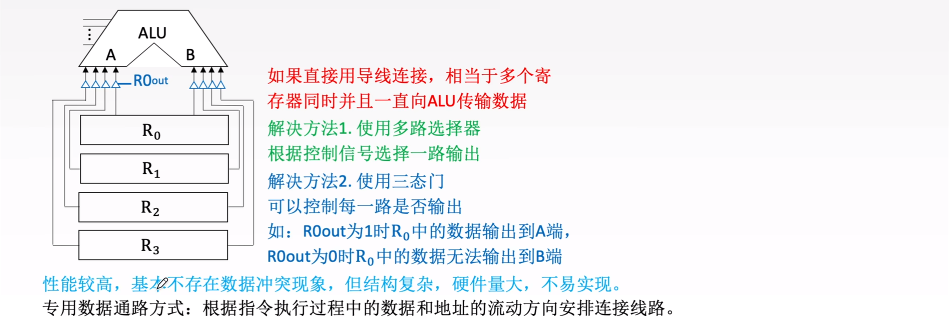 ALU
A
B
R0out
R0
R1
R2
R3
如果直接用导线连接，相当于多个寄
存器同时并且一直向ALU传输数据
解决方法1. 使用多路选择器
根据控制信号选择一路输出
解决方法2. 使用三态门
可以控制每一路是否输出
如：R0out为1时R0中的数据输出到A端，
R0out为0时R0中的数据无法输出到B端
性能较高，基本不存在数据冲突现象，但结构复杂，硬件量大，不易实现。
专用数据通路方式：根据指令执行过程中的数据和地址的流动方向安排连接线路。